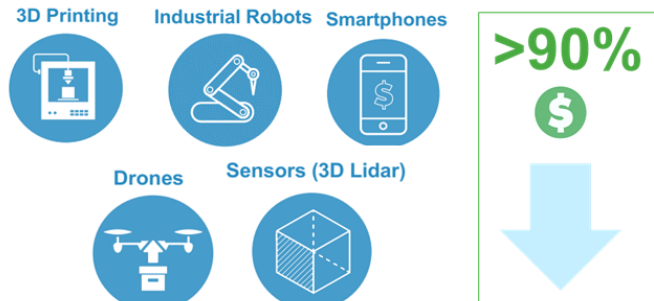 3D Printing
Industrial Robots
Smartphones
$
Drones
Sensors (3D Lidar)
>90%
$